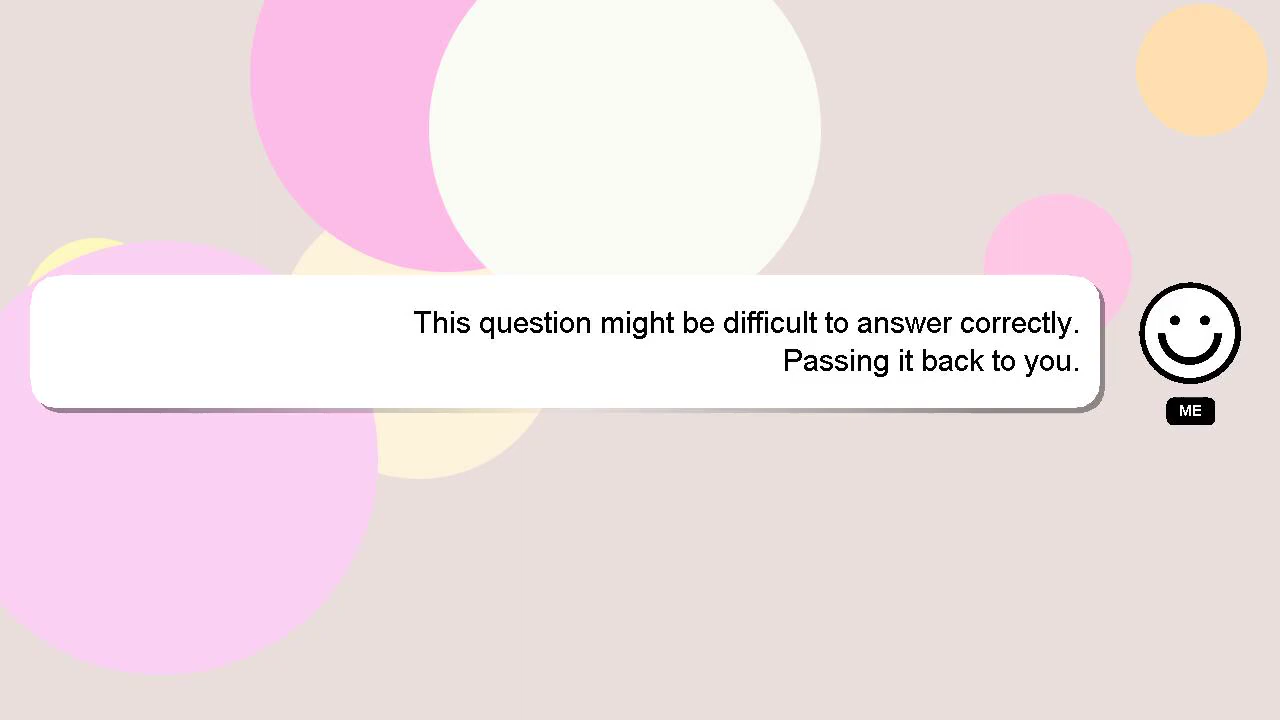 This question might be difficult to answer correctly.
Passing it back to you.
ME